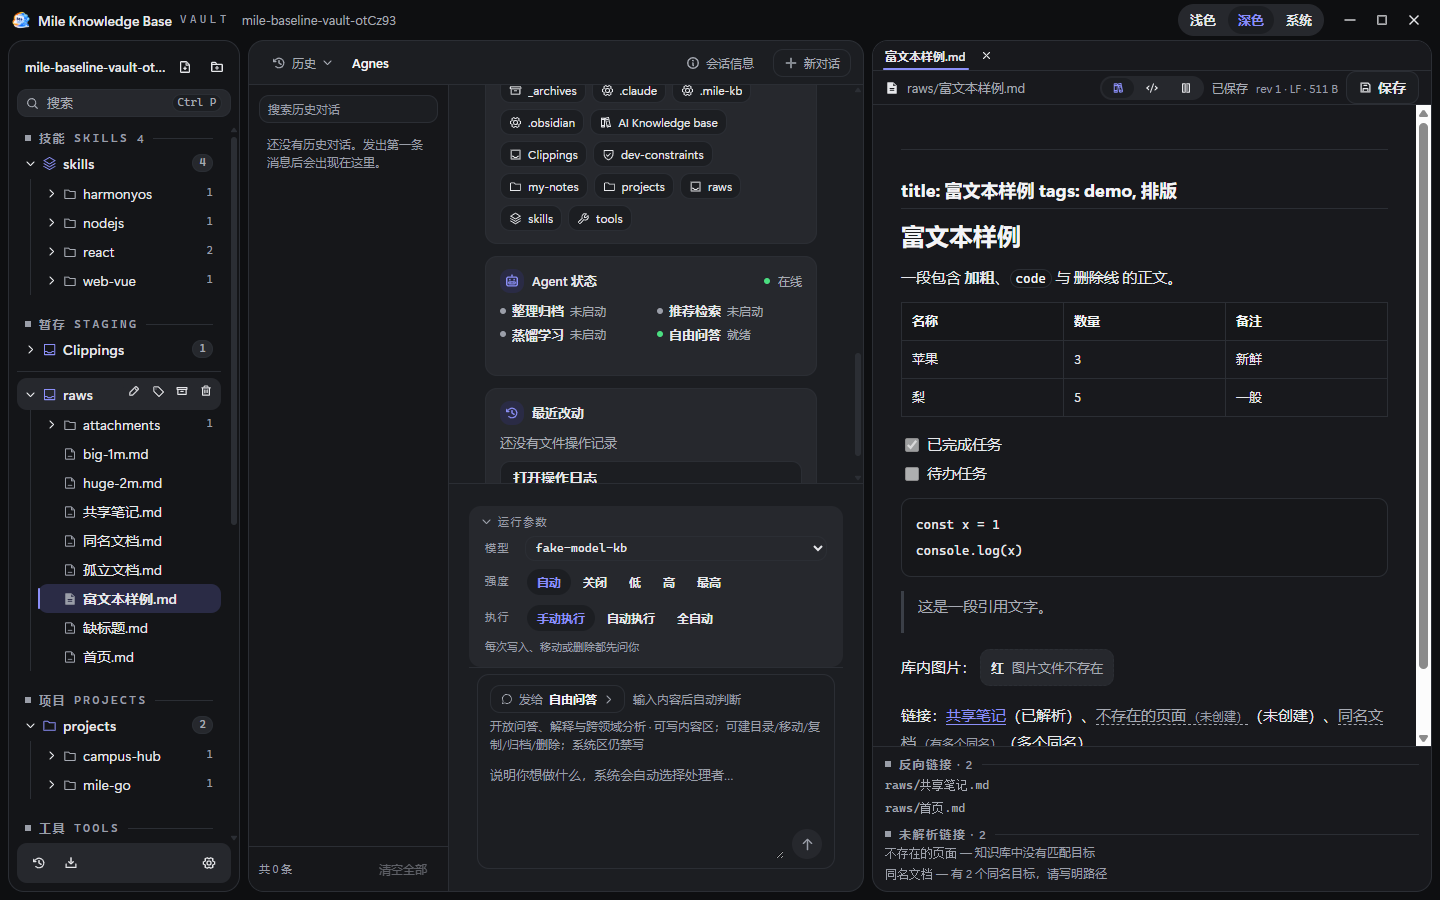 Mile Knowledge Base VAULT mile-baseline-vault-otCz93
浅色 深色 系统
mile-baseline-vault-ot...
搜索 Ctrl P
技能 SKILLS 4
skills 4
harmonyos 1
nodejs 1
react 2
web-vue 1
暂存 STAGING
Clippings 1
raws
attachments 1
big-1m.md
huge-2m.md
共享笔记.md
同名文档.md
孤立文档.md
富文本样例.md
缺标题.md
首页.md
项目 PROJECTS
projects 2
campus-hub 1
mile-go 1
工具 TOOLS
历史 Agnes
会话信息 新对话
搜索历史对话
还没有历史对话。发出第一条
消息后会出现在这里。
共 0 条 清空全部
_archives .claude .mile-kb
.obsidian AI Knowledge base
Clippings dev-constraints
my-notes projects raws
skills tools
Agent 状态 在线
整理归档 未启动 推荐检索 未启动
蒸馏学习 未启动 自由问答 就绪
最近改动
还没有文件操作记录
打开操作日志
运行参数
模型 fake-model-kb
强度 自动 关闭 低 高 最高
执行 手动执行 自动执行 全自动
每次写入、移动或删除都先问你
发给 自由问答 输入内容后自动判断
开放问答、解释与跨领域分析 · 可写内容区；可建目录/移动/复
制/归档/删除；系统区仍禁写
说明你想做什么，系统会自动选择处理者...
富文本样例.md
raws/富文本样例.md
已保存 rev 1 · LF · 511 B 保存
title: 富文本样例 tags: demo, 排版
富文本样例
一段包含 加粗、 code 与 删除线 的正文。
名称 数量 备注
苹果 3 新鲜
梨 5 一般
已完成任务
待办任务
const x = 1
console.log(x)
这是一段引用文字。
库内图片： 红 图片文件不存在
链接：共享笔记（已解析）、不存在的页面（未创建）（未创建）、同名文
档（有多个同名）（多个同名）
反向链接 · 2
raws/共享笔记.md
raws/首页.md
未解析链接 · 2
不存在的页面 — 知识库中没有匹配目标
同名文档 — 有 2 个同名目标，请写明路径